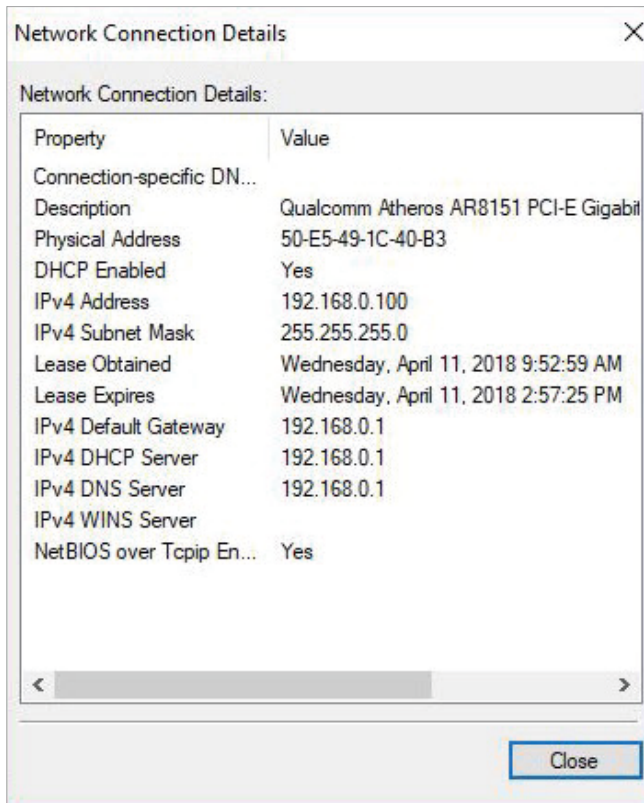 Network Connection Details
Network Connection Details:
Property Value
Connection-specific DN...
Description Qualcomm Atheros AR8151 PCI-E Gigabit
Physical Address 50-E5-49-1C-40-B3
DHCP Enabled Yes
IPv4 Address 192.168.0.100
IPv4 Subnet Mask 255.255.255.0
Lease Obtained Wednesday, April 11, 2018 9:52:59 AM
Lease Expires Wednesday, April 11, 2018 2:57:25 PM
IPv4 Default Gateway 192.168.0.1
IPv4 DHCP Server 192.168.0.1
IPv4 DNS Server 192.168.0.1
IPv4 WINS Server
NetBIOS over Tcpip En... Yes
Close